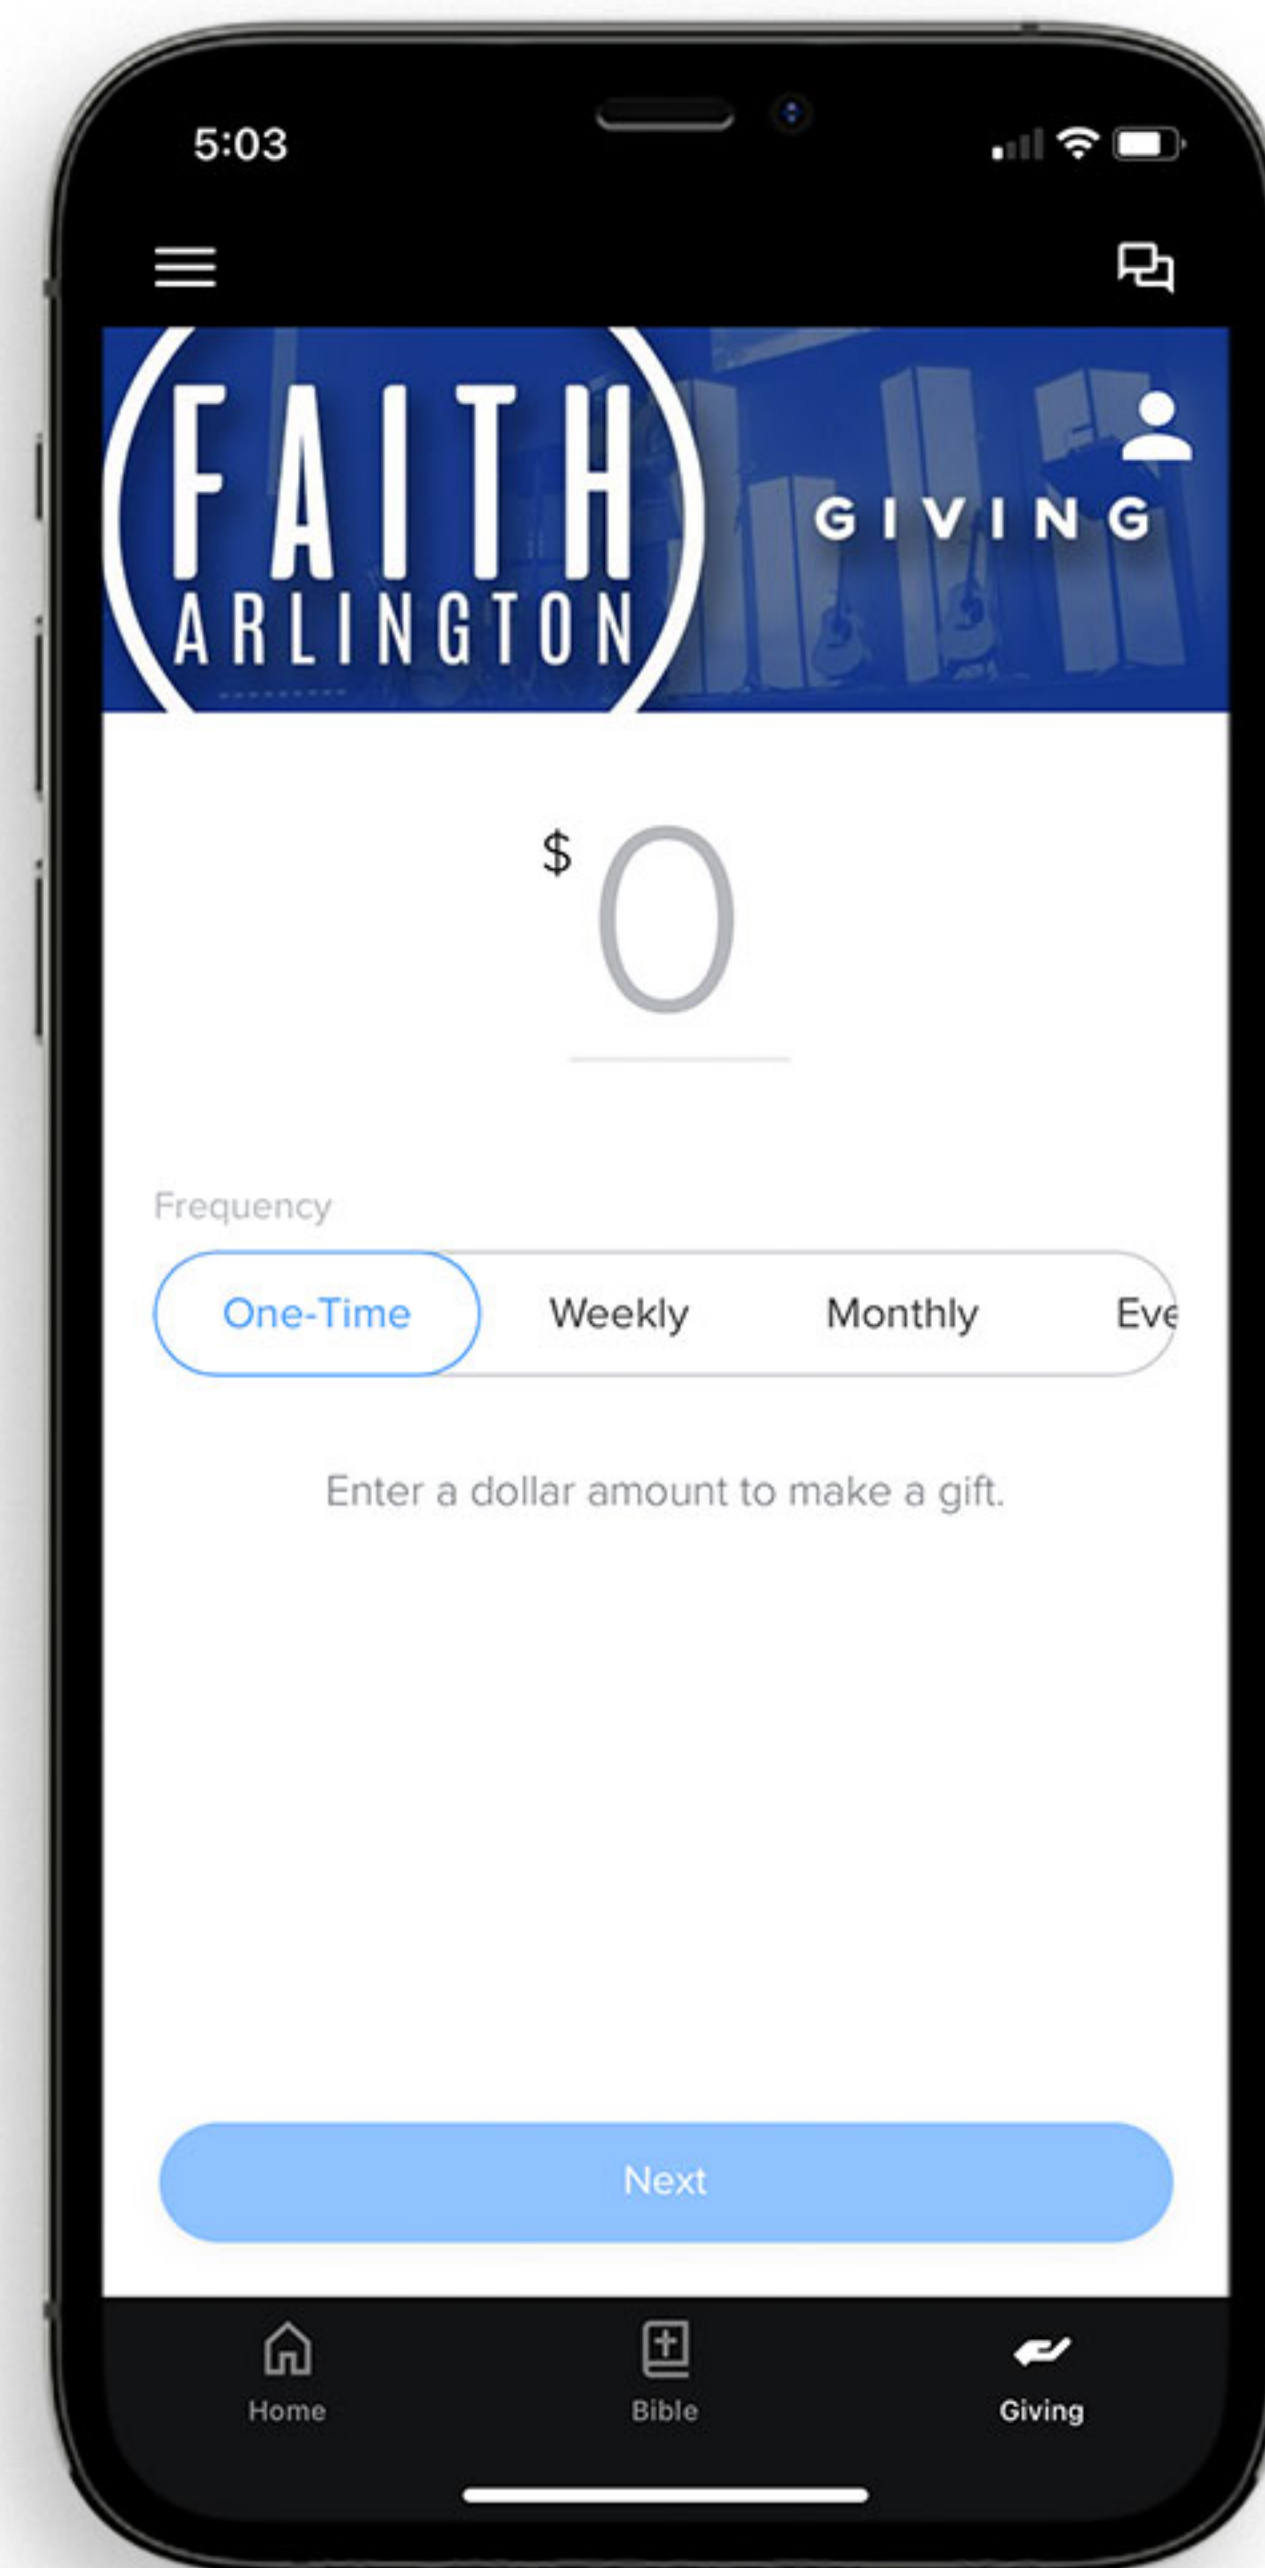 5:03
FAITH
ARLINGTON
GIVING
$ 0
Frequency
One-Time Weekly Monthly Eve
Enter a dollar amount to make a gift.
Next
Home Bible Giving